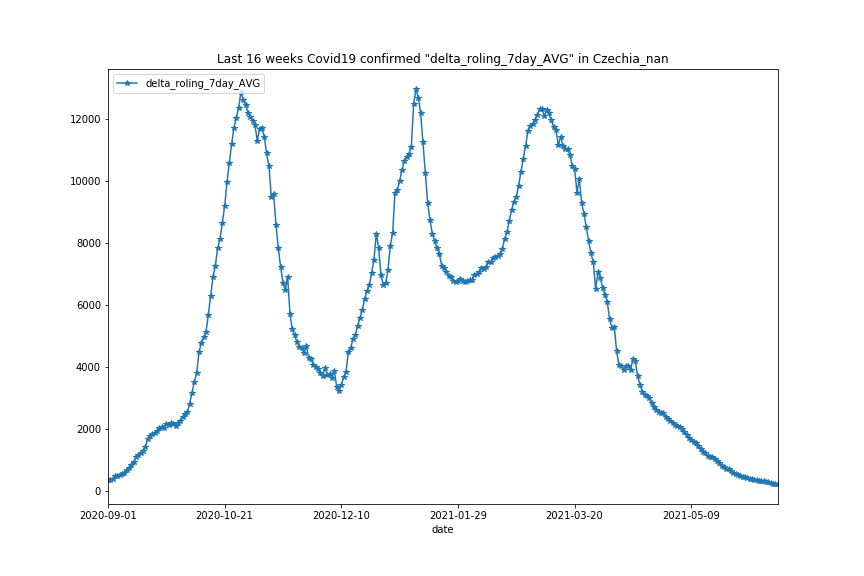 Last 16 weeks Covid19 confirmed "delta_roling_7day_AVG" in Czechia_nan
delta_roling_7day_AVG
12000
10000
8000
6000
4000
2000
0
2020-09-01 2020-10-21 2020-12-10 2021-01-29 2021-03-20 2021-05-09
date